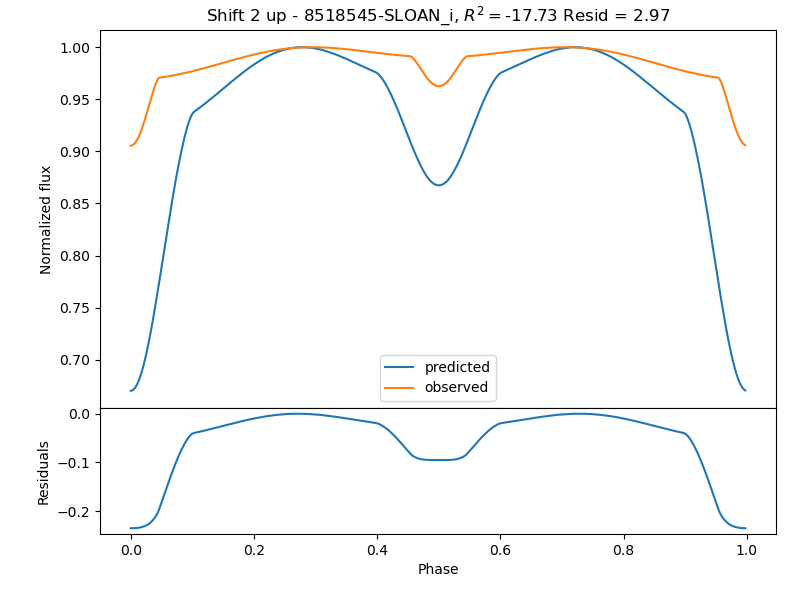 Shift 2 up - 8518545-SLOAN_i, R² = -17.73 Resid = 2.97
Normalized flux
1.00
0.95
0.90
0.85
0.80
0.75
0.70
predicted
observed
Residuals
0.0
−0.1
−0.2
0.0 0.2 0.4 0.6 0.8 1.0
Phase